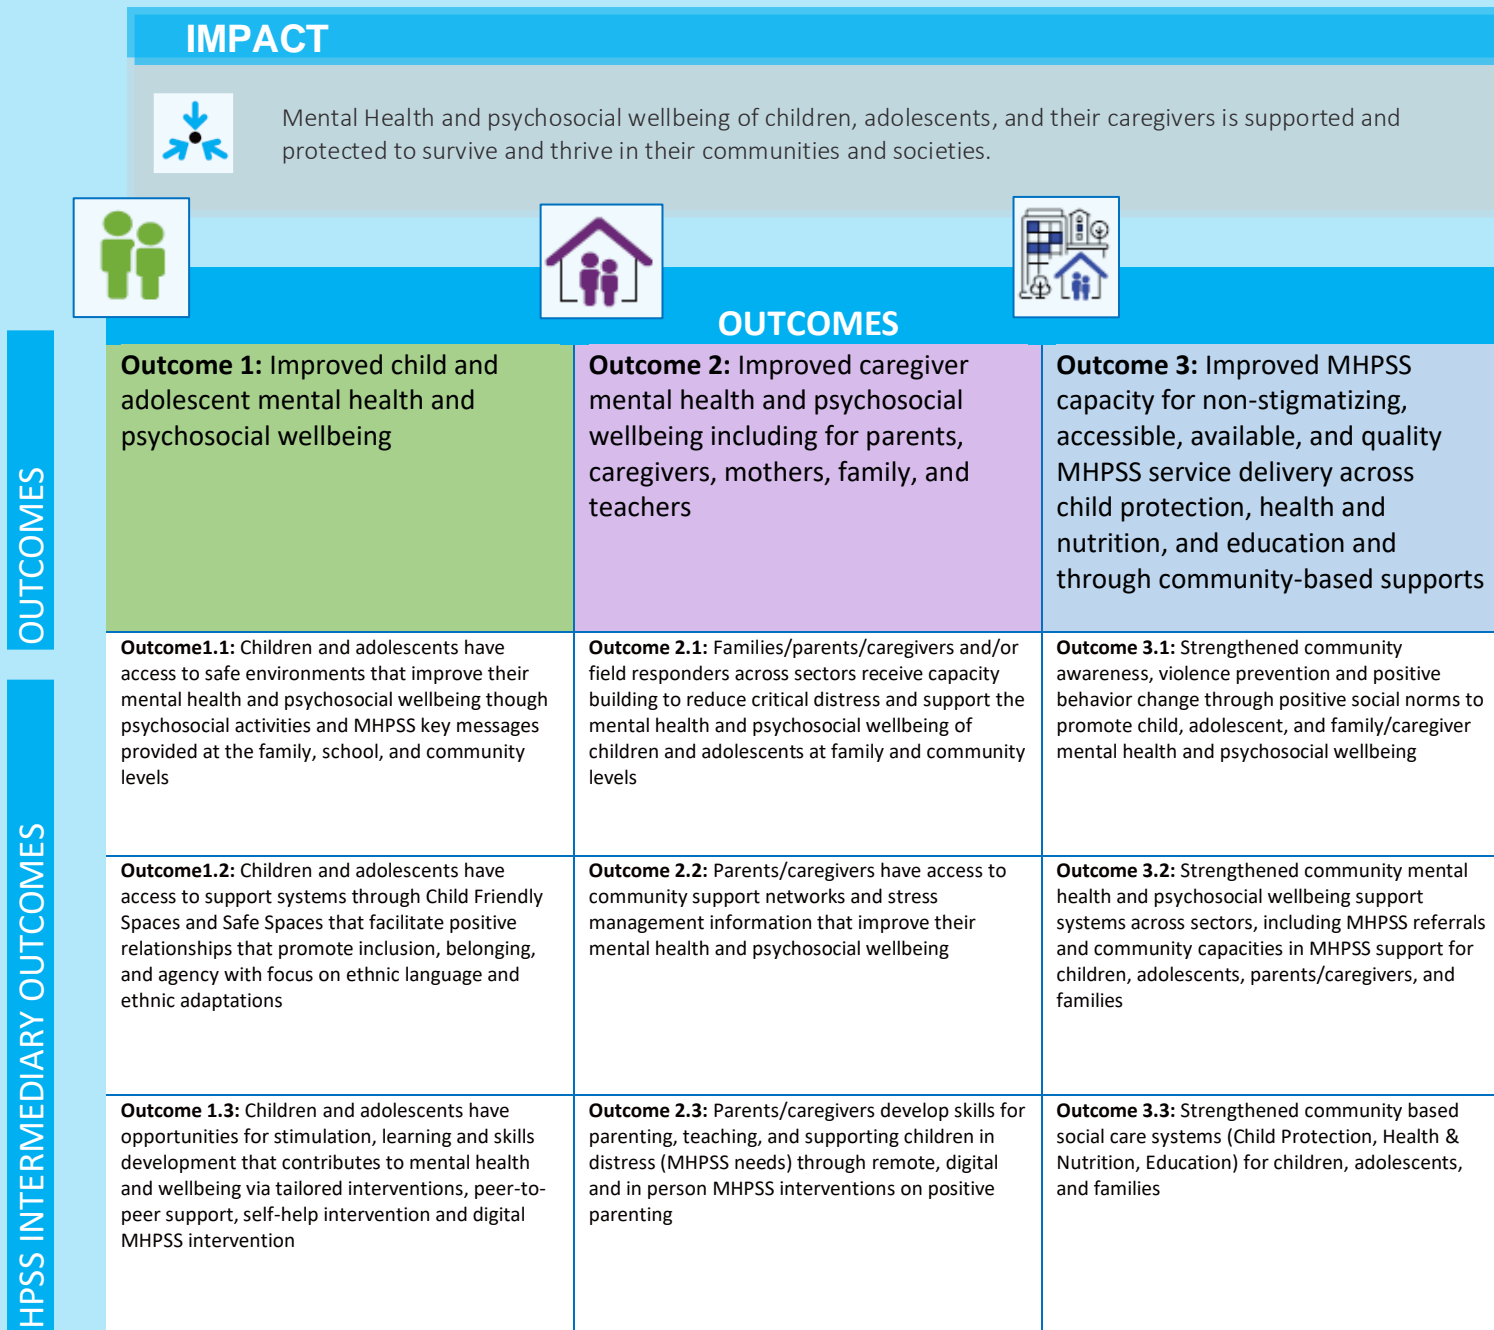 IMPACT
Mental Health and psychosocial wellbeing of children, adolescents, and their caregivers is supported and
protected to survive and thrive in their communities and societies.
OUTCOMES
OUTCOMES
Outcome 1: Improved child and
adolescent mental health and
psychosocial wellbeing
Outcome 2: Improved caregiver
mental health and psychosocial
wellbeing including for parents,
caregivers, mothers, family, and
teachers
Outcome 3: Improved MHPSS
capacity for non-stigmatizing,
accessible, available, and quality
MHPSS service delivery across
child protection, health and
nutrition, and education and
through community-based supports
HPSS INTERMEDIARY OUTCOMES
Outcome1.1: Children and adolescents have
access to safe environments that improve their
mental health and psychosocial wellbeing though
psychosocial activities and MHPSS key messages
provided at the family, school, and community
levels
Outcome 2.1: Families/parents/caregivers and/or
field responders across sectors receive capacity
building to reduce critical distress and support the
mental health and psychosocial wellbeing of
children and adolescents at family and community
levels
Outcome 3.1: Strengthened community
awareness, violence prevention and positive
behavior change through positive social norms to
promote child, adolescent, and family/caregiver
mental health and psychosocial wellbeing
Outcome1.2: Children and adolescents have
access to support systems through Child Friendly
Spaces and Safe Spaces that facilitate positive
relationships that promote inclusion, belonging,
and agency with focus on ethnic language and
ethnic adaptations
Outcome 2.2: Parents/caregivers have access to
community support networks and stress
management information that improve their
mental health and psychosocial wellbeing
Outcome 3.2: Strengthened community mental
health and psychosocial wellbeing support
systems across sectors, including MHPSS referrals
and community capacities in MHPSS support for
children, adolescents, parents/caregivers, and
families
Outcome 1.3: Children and adolescents have
opportunities for stimulation, learning and skills
development that contributes to mental health
and wellbeing via tailored interventions, peer-to-
peer support, self-help intervention and digital
MHPSS intervention
Outcome 2.3: Parents/caregivers develop skills for
parenting, teaching, and supporting children in
distress (MHPSS needs) through remote, digital
and in person MHPSS interventions on positive
parenting
Outcome 3.3: Strengthened community based
social care systems (Child Protection, Health &
Nutrition, Education) for children, adolescents,
and families